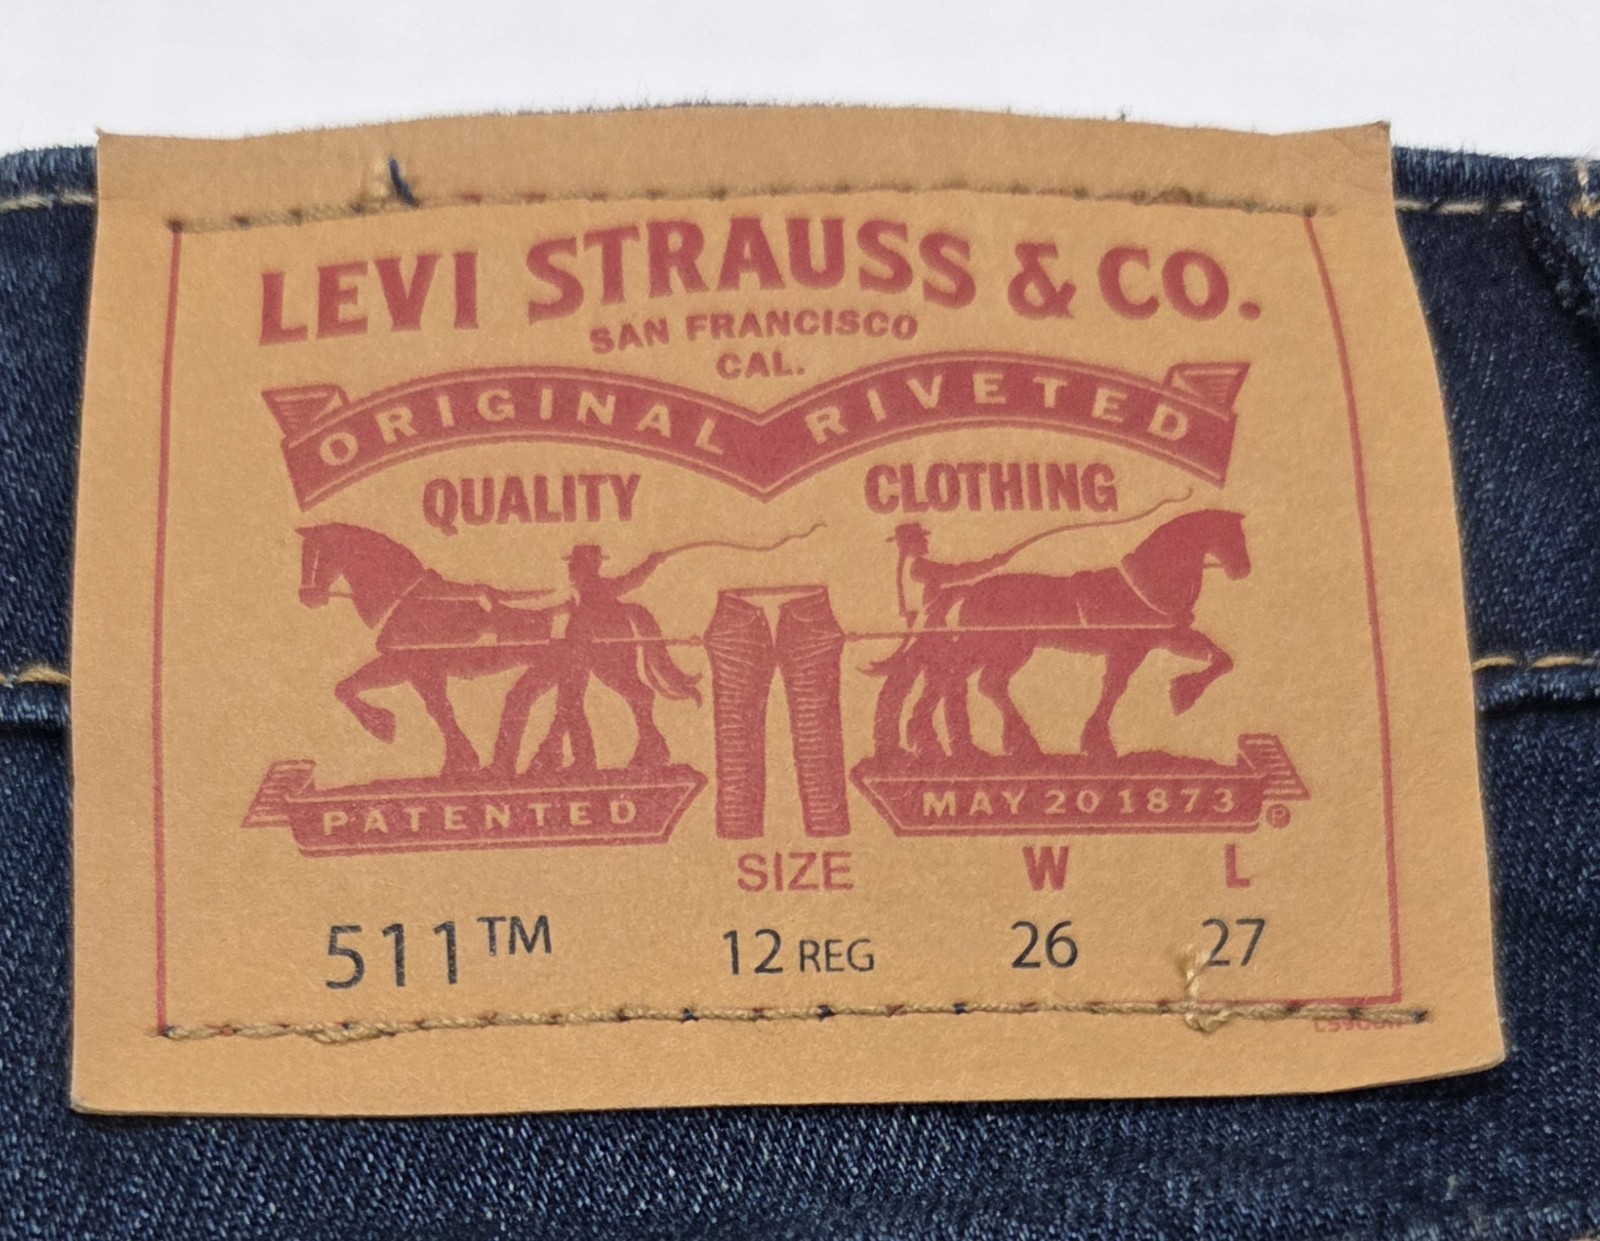 LEVI STRAUSS & CO.
SAN FRANCISCO
CAL.
ORIGINAL RIVETED
QUALITY CLOTHING
PATENTED MAY 20 1873 ®
SIZE W L
511™ 12 REG 26 27